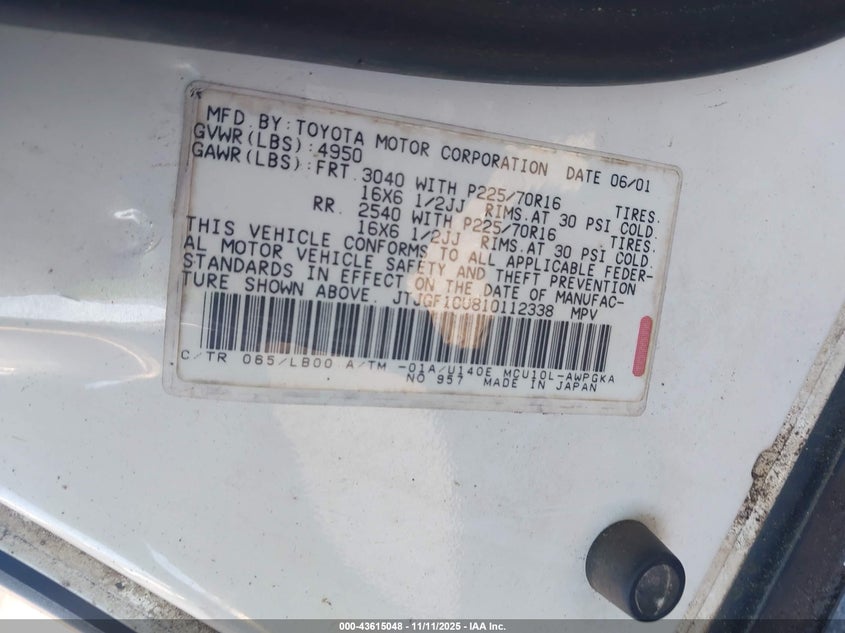 MFD BY: TOYOTA MOTOR CORPORATION DATE 06/01
GVWR(LBS): 4950
GAWR(LBS): FRT. 3040 WITH P225/70R16 TIRES.
16X6 1/2JJ RIMS. AT 30 PSI COLD.
RR. 2540 WITH P225/70R16 TIRES.
16X6 1/2JJ RIMS. AT 30 PSI COLD.
THIS VEHICLE CONFORMS TO ALL APPLICABLE FEDER-
AL MOTOR VEHICLE SAFETY AND THEFT PREVENTION
STANDARDS IN EFFECT ON THE DATE OF MANUFAC-
TURE SHOWN ABOVE. JTJGF10U810112338 MPV
C/TR 065/LB00 A/TM -01A/U140E MCU10L-AWPGKA
NO 957 MADE IN JAPAN
000-43615048 - 11/11/2025 - IAA Inc.